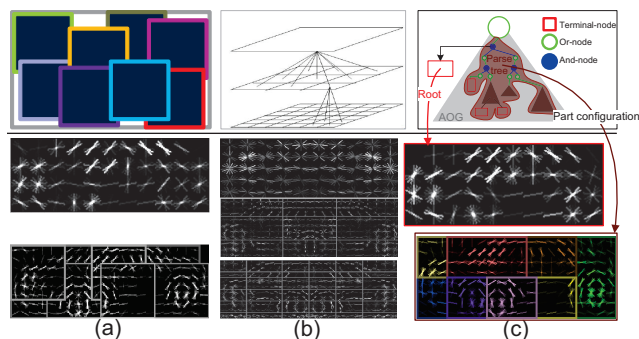 Terminal-node
Or-node
And-node
Parse
tree
Root
AOG
Part configuration
(a)
(b)
(c)